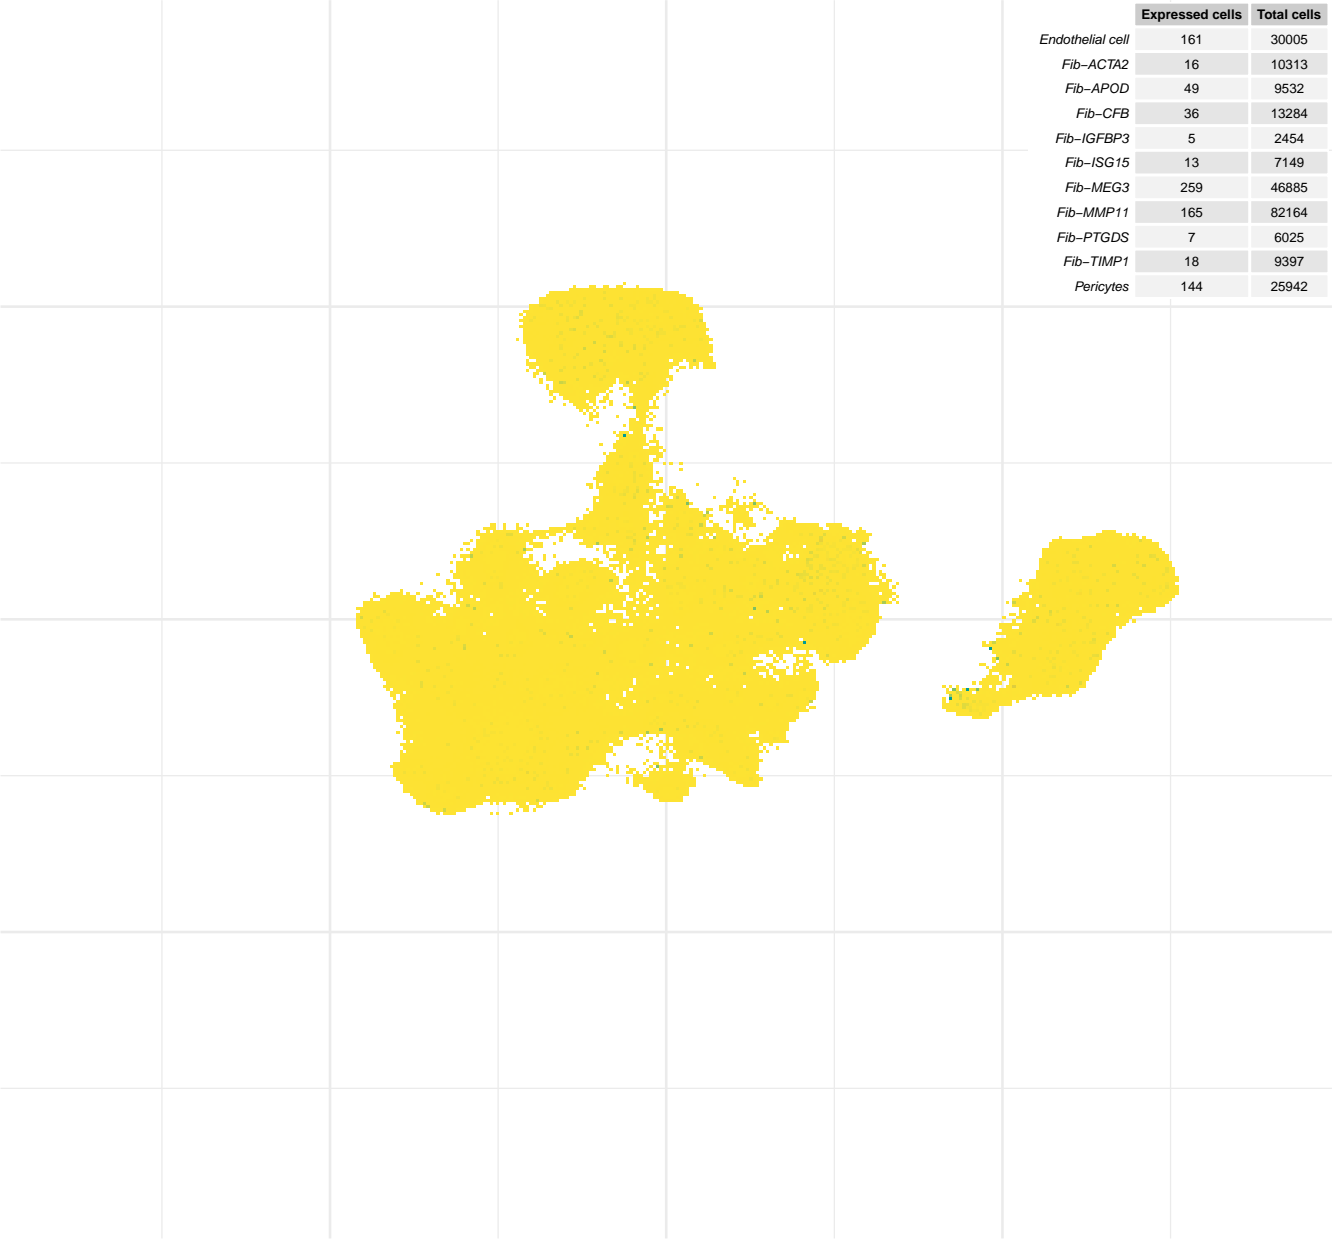 Expressed cells Total cells
Endothelial cell 161 30005
Fib−ACTA2 16 10313
Fib−APOD 49 9532
Fib−CFB 36 13284
Fib−IGFBP3 5 2454
Fib−ISG15 13 7149
Fib−MEG3 259 46885
Fib−MMP11 165 82164
Fib−PTGDS 7 6025
Fib−TIMP1 18 9397
Pericytes 144 25942